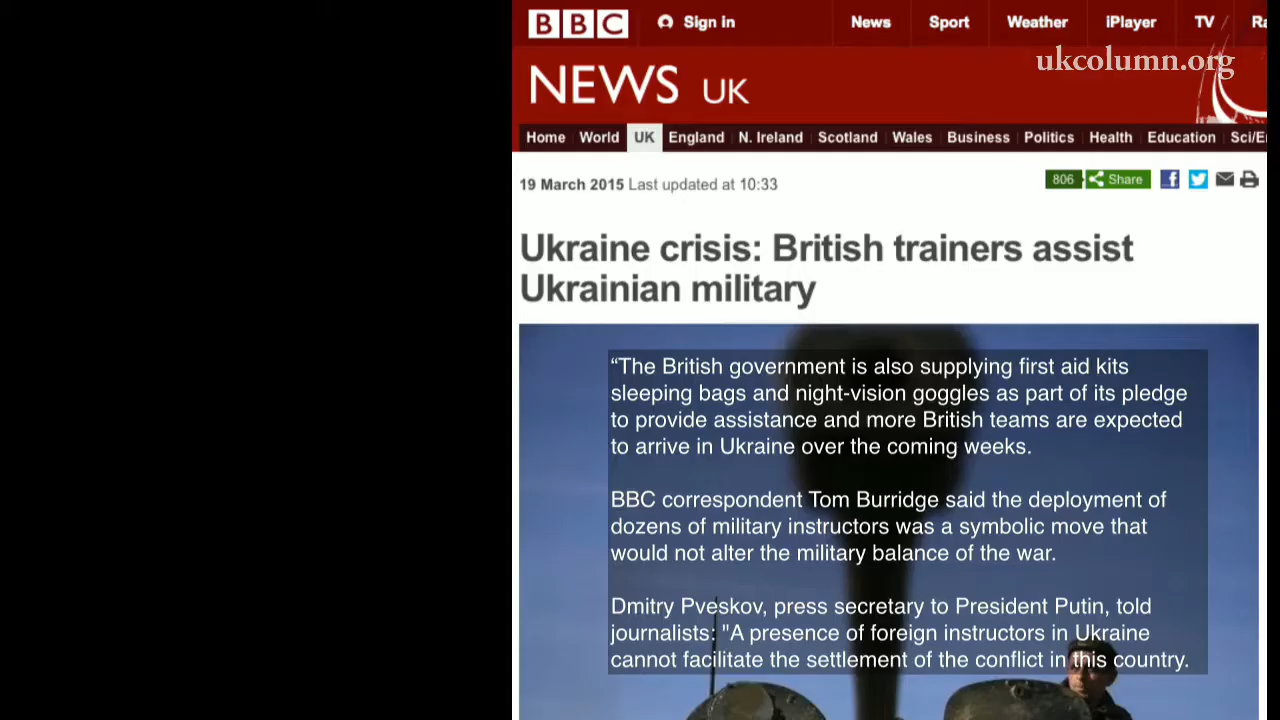 BBC Sign in News Sport Weather iPlayer TV
ukcolumn.org
NEWS UK
Home World UK England N. Ireland Scotland Wales Business Politics Health Education
19 March 2015 Last updated at 10:33
806 Share
Ukraine crisis: British trainers assist
Ukrainian military
“The British government is also supplying first aid kits
sleeping bags and night-vision goggles as part of its pledge
to provide assistance and more British teams are expected
to arrive in Ukraine over the coming weeks.
BBC correspondent Tom Burridge said the deployment of
dozens of military instructors was a symbolic move that
would not alter the military balance of the war.
Dmitry Pveskov, press secretary to President Putin, told
journalists: "A presence of foreign instructors in Ukraine
cannot facilitate the settlement of the conflict in this country.